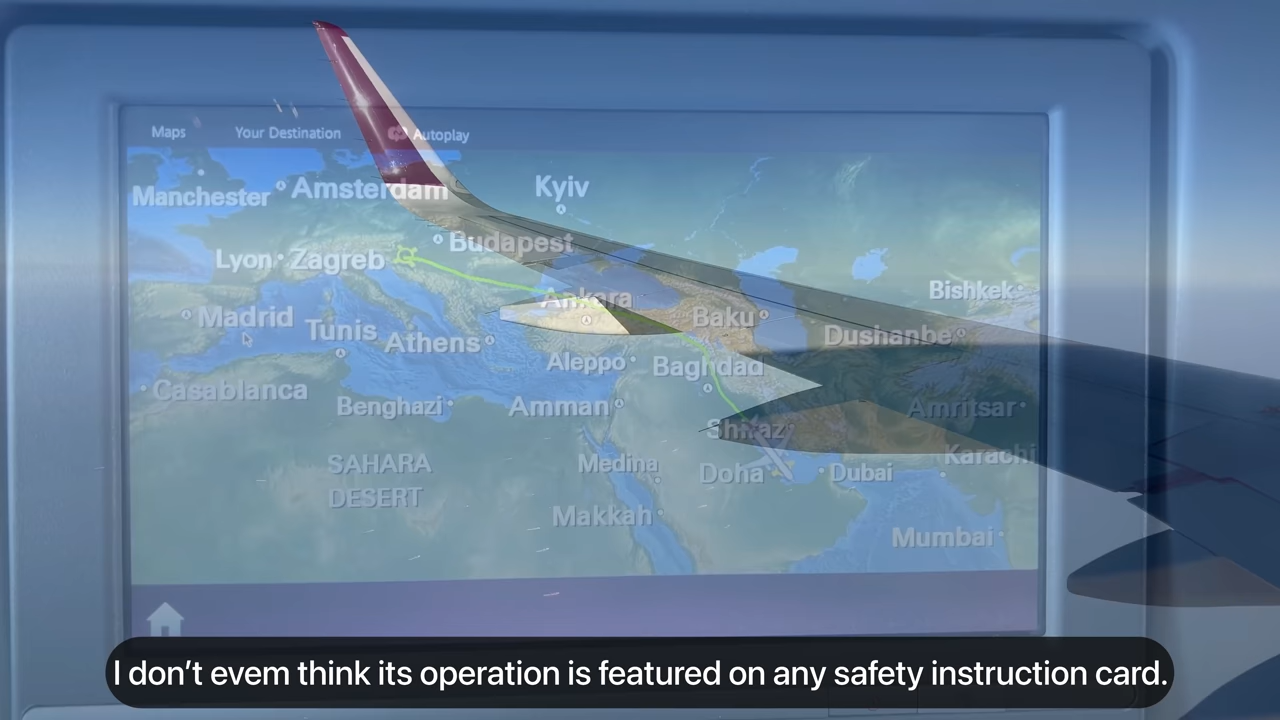 Maps Your Destination Autoplay
Manchester Amsterdam Kyiv
Budapest
Lyon Zagreb
Bishkek
Ankara
Madrid Tunis Athens Baku Dushanbe
Aleppo Baghdad
Casablanca Benghazi Amman Amritsar
Shiraz
SAHARA Medina Doha Dubai Karachi
DESERT
Makkah Mumbai
I don’t evem think its operation is featured on any safety instruction card.